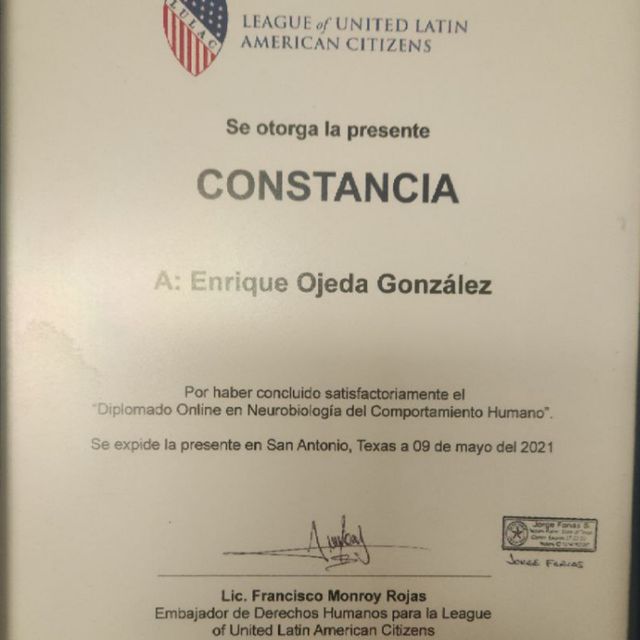 LULAC
LEAGUE of UNITED LATIN
AMERICAN CITIZENS
Se otorga la presente
CONSTANCIA
A: Enrique Ojeda González
Por haber concluido satisfactoriamente el
"Diplomado Online en Neurobiología del Comportamiento Humano".
Se expide la presente en San Antonio, Texas a 09 de mayo del 2021
Jorge Farias S.
JORGE FARIAS
Lic. Francisco Monroy Rojas
Embajador de Derechos Humanos para la League
of United Latin American Citizens